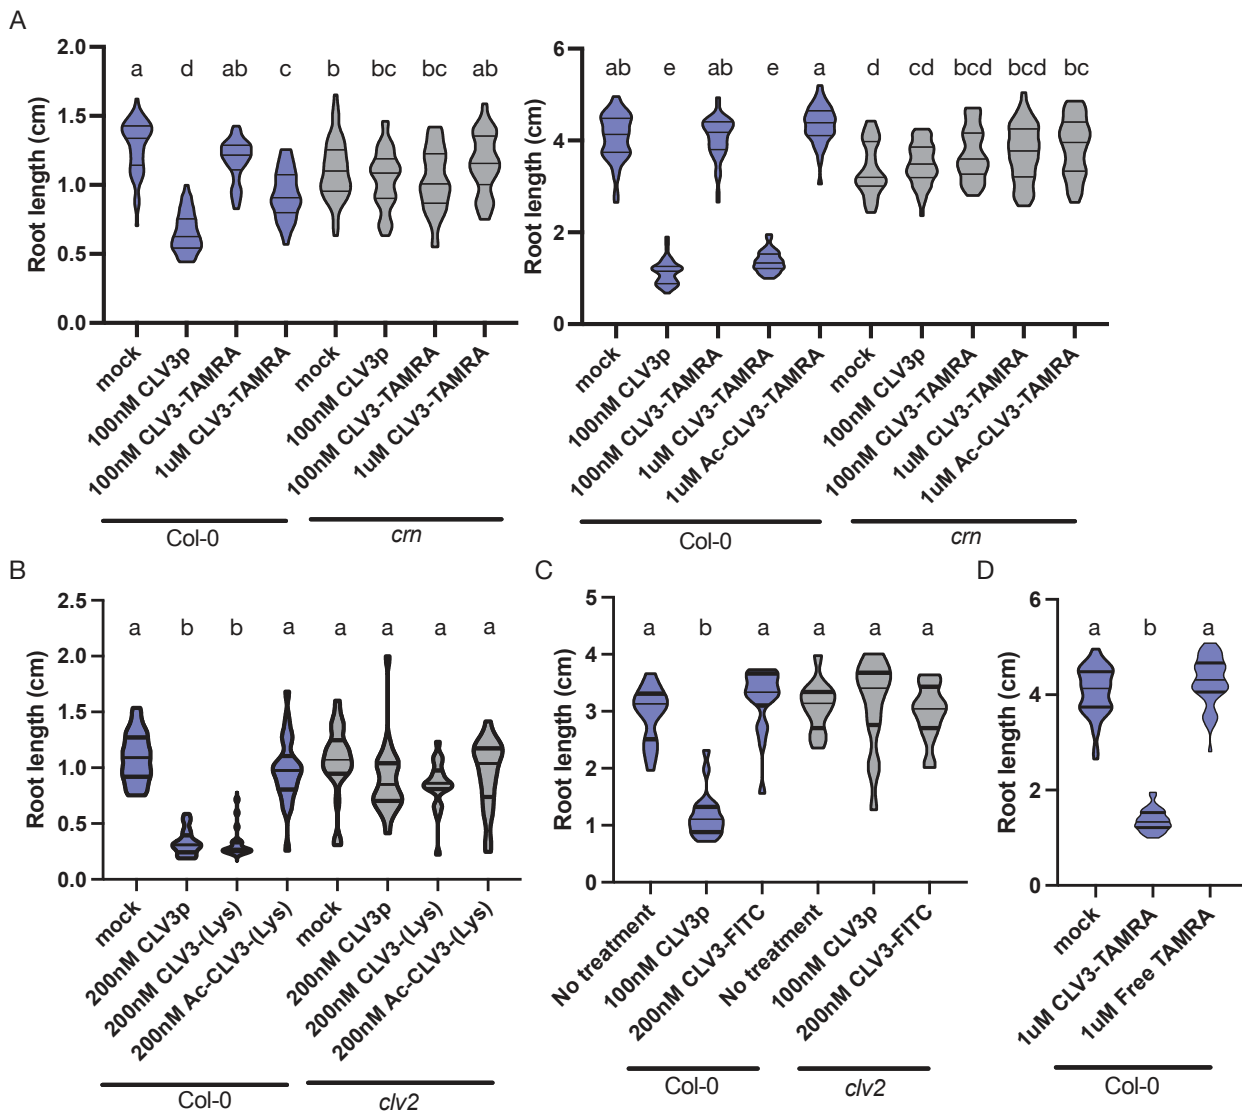 A
2.0
1.5
1.0
0.5
0.0
Root length (cm)
a d ab c b bc bc ab
mock
100nM CLV3p
100nM CLV3-TAMRA
1uM CLV3-TAMRA
mock
100nM CLV3p
100nM CLV3-TAMRA
1uM CLV3-TAMRA
Col-0
crn
6
4
2
0
Root length (cm)
ab e ab e a d cd bcd bcd bc
mock
100nM CLV3p
100nM CLV3-TAMRA
1uM CLV3-TAMRA
1uM Ac-CLV3-TAMRA
mock
100nM CLV3p
100nM CLV3-TAMRA
1uM CLV3-TAMRA
1uM Ac-CLV3-TAMRA
Col-0
crn
B
2.5
2.0
1.5
1.0
0.5
0.0
Root length (cm)
a b b a a a a a
mock
200nM CLV3p
200nM CLV3-(Lys)
200nM Ac-CLV3-(Lys)
mock
200nM CLV3p
200nM CLV3-(Lys)
200nM Ac-CLV3-(Lys)
Col-0
clv2
C
5
4
3
2
1
0
Root length (cm)
a b a a a a
No treatment
100nM CLV3p
200nM CLV3-FITC
No treatment
100nM CLV3p
200nM CLV3-FITC
Col-0
clv2
D
6
4
2
0
Root length (cm)
a b a
mock
1uM CLV3-TAMRA
1uM Free TAMRA
Col-0